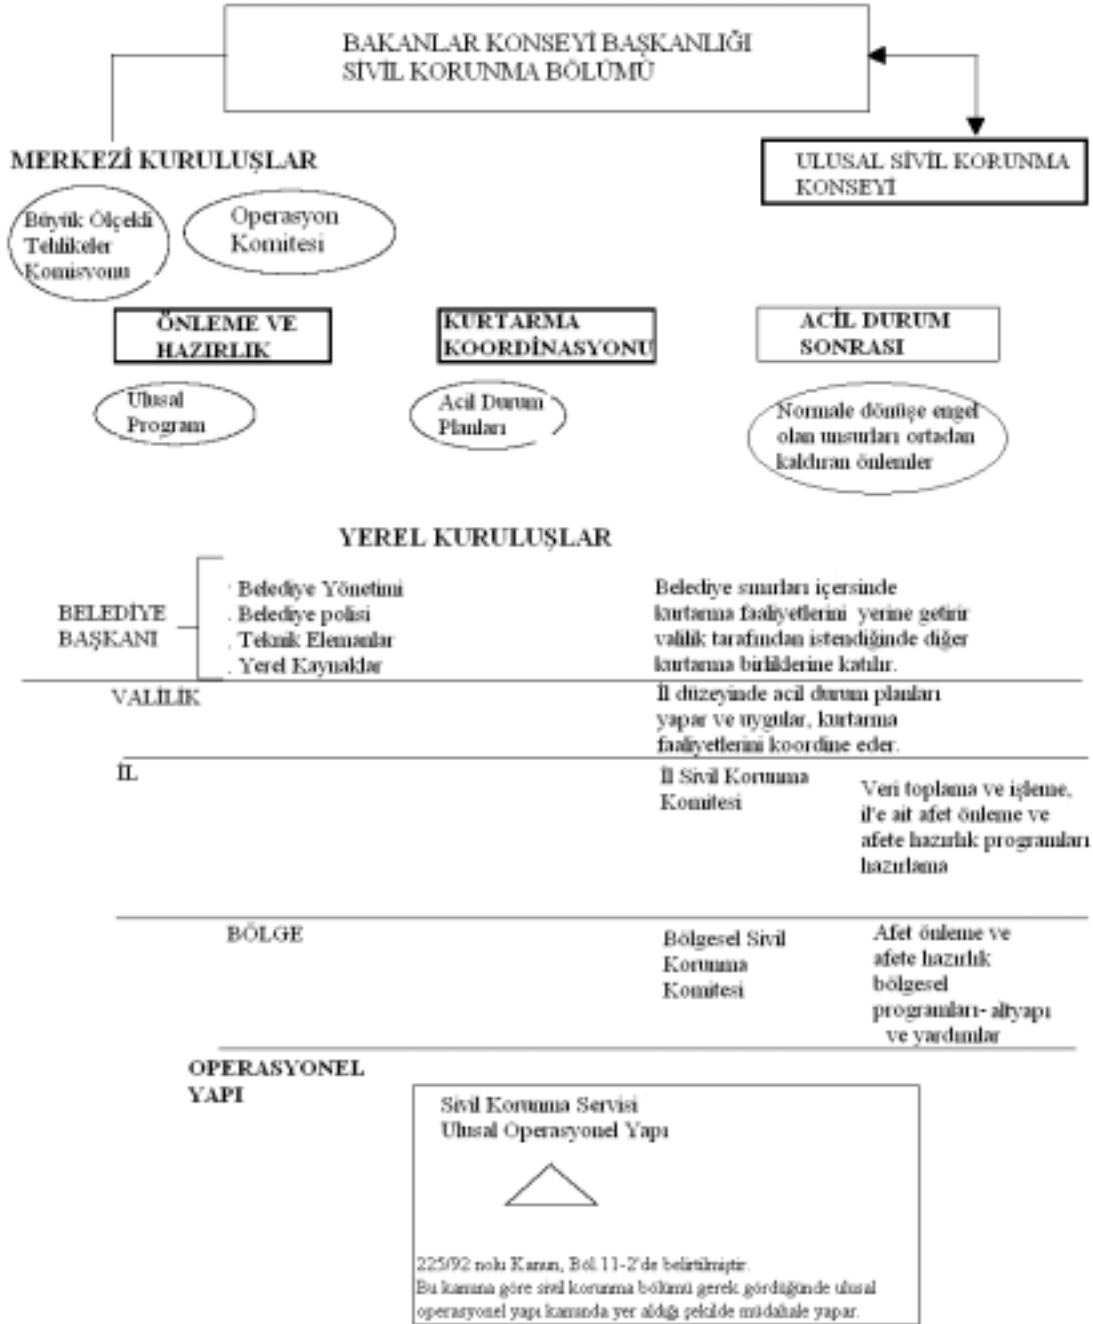 BAKANLAR KONSEYİ BAŞKANLIĞI
SİVİL KORUNMA BÖLÜMÜ
MERKEZİ KURULUŞLAR
ULUSAL SİVİL KORUNMA
KONSEYİ
Büyük Ölçekli
Tehlikeler
Komisyonu
Operasyon
Komitesi
ÖNLEME VE
HAZIRLIK
KURTARMA
KOORDİNASYONU
ACİL DURUM
SONRASI
Ulusal
Program
Acil Durum
Planları
Normale dönüşe engel
olan unsurları ortadan
kaldıran önlemler
YEREL KURULUŞLAR
BELEDİYE
BAŞKANI
. Belediye Yönetimi
. Belediye polisi
. Teknik Elemanlar
. Yerel Kaynaklar
Belediye sınırları içersinde
kurtarma faaliyetlerini yerine getirir
valilik tarafından istendiğinde diğer
kurtarma birliklerine katılır.
VALİLİK
İl düzeyinde acil durum planları
yapar ve uygular, kurtarma
faaliyetlerini koordine eder.
İL
İl Sivil Korunma
Komitesi
Veri toplama ve işleme,
il'e ait afet önleme ve
afete hazırlık programları
hazırlama
BÖLGE
Bölgesel Sivil
Korunma
Komitesi
Afet önleme ve
afete hazırlık
bölgesel
programları- altyapı
ve yardımlar
OPERASYONEL
YAPI
Sivil Korunma Servisi
Ulusal Operasyonel Yapı
225/92 nolu Kanun, Böl.11-2'de belirtilmiştir.
Bu kanuna göre sivil korunma bölümü gerek gördüğünde ulusal
operasyonel yapı kanunda yer aldığı şekilde müdahale yapar.